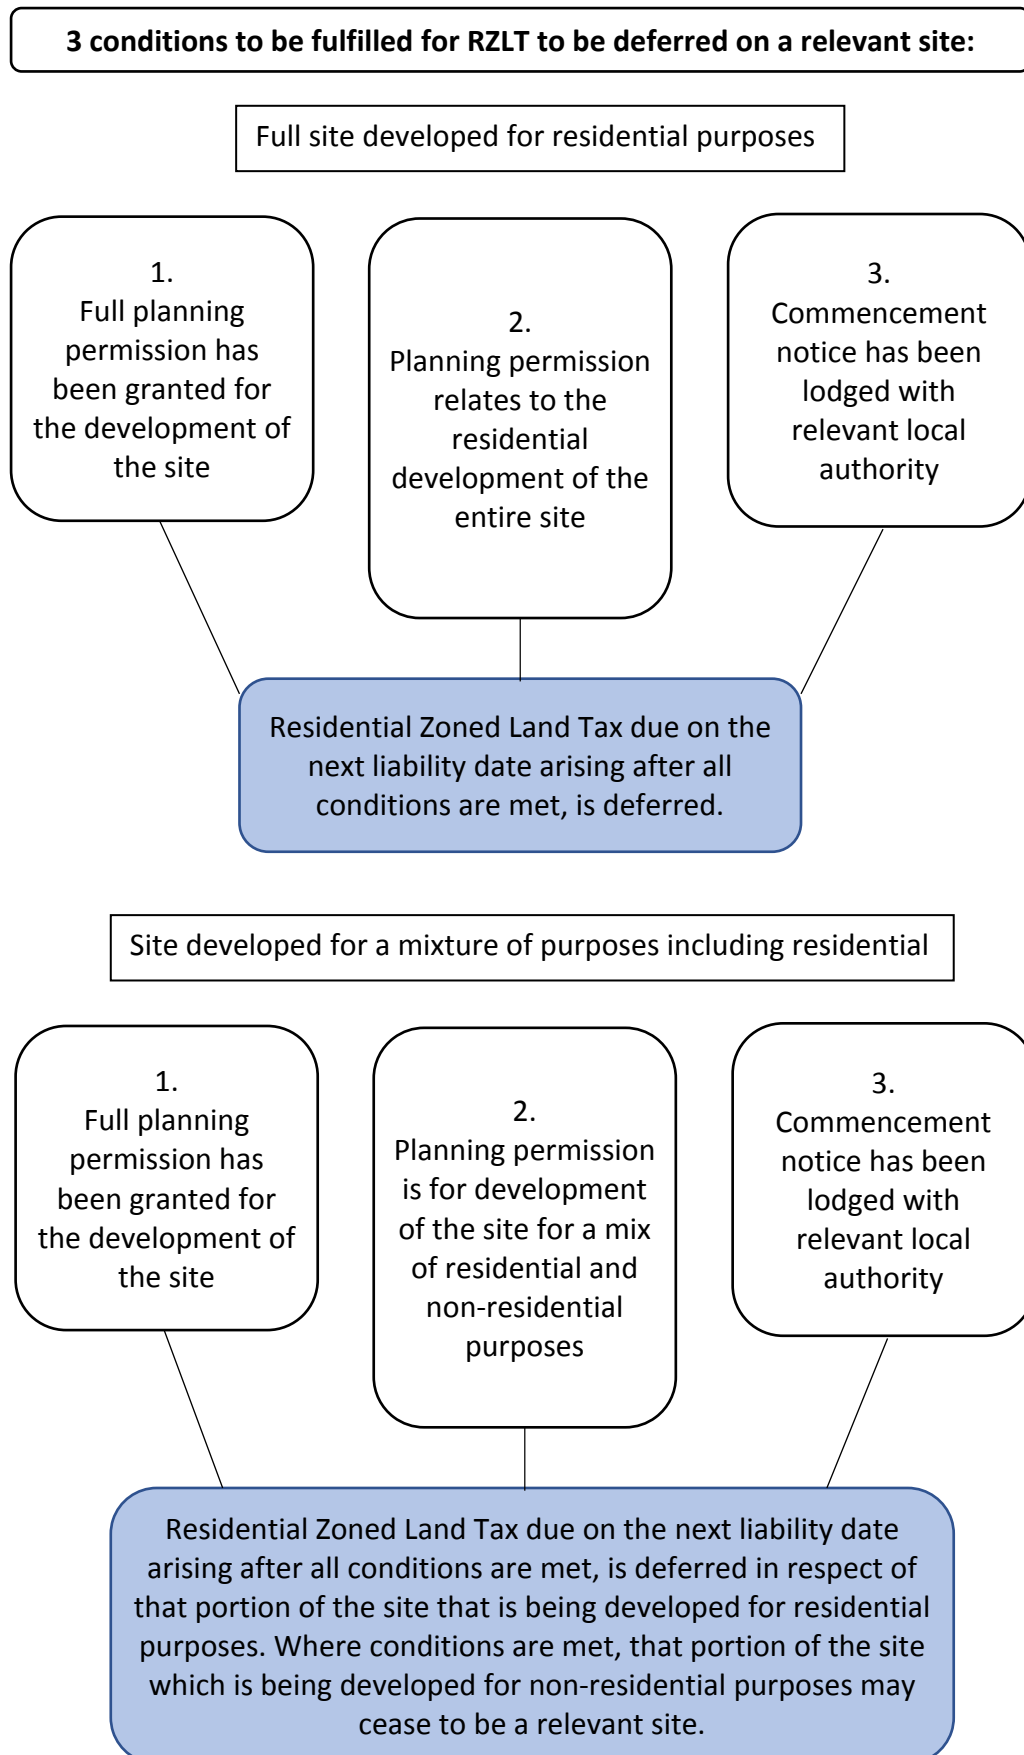 3 conditions to be fulfilled for RZLT to be deferred on a relevant site:
Full site developed for residential purposes
1.
Full planning
permission has
been granted for
the development of
the site
2.
Planning permission
relates to the
residential
development of the
entire site
3.
Commencement
notice has been
lodged with
relevant local
authority
Residential Zoned Land Tax due on the
next liability date arising after all
conditions are met, is deferred.
Site developed for a mixture of purposes including residential
1.
Full planning
permission has
been granted for
the development of
the site
2.
Planning permission
is for development
of the site for a mix
of residential and
non-residential
purposes
3.
Commencement
notice has been
lodged with
relevant local
authority
Residential Zoned Land Tax due on the next liability date
arising after all conditions are met, is deferred in respect of
that portion of the site that is being developed for residential
purposes. Where conditions are met, that portion of the site
which is being developed for non-residential purposes may
cease to be a relevant site.